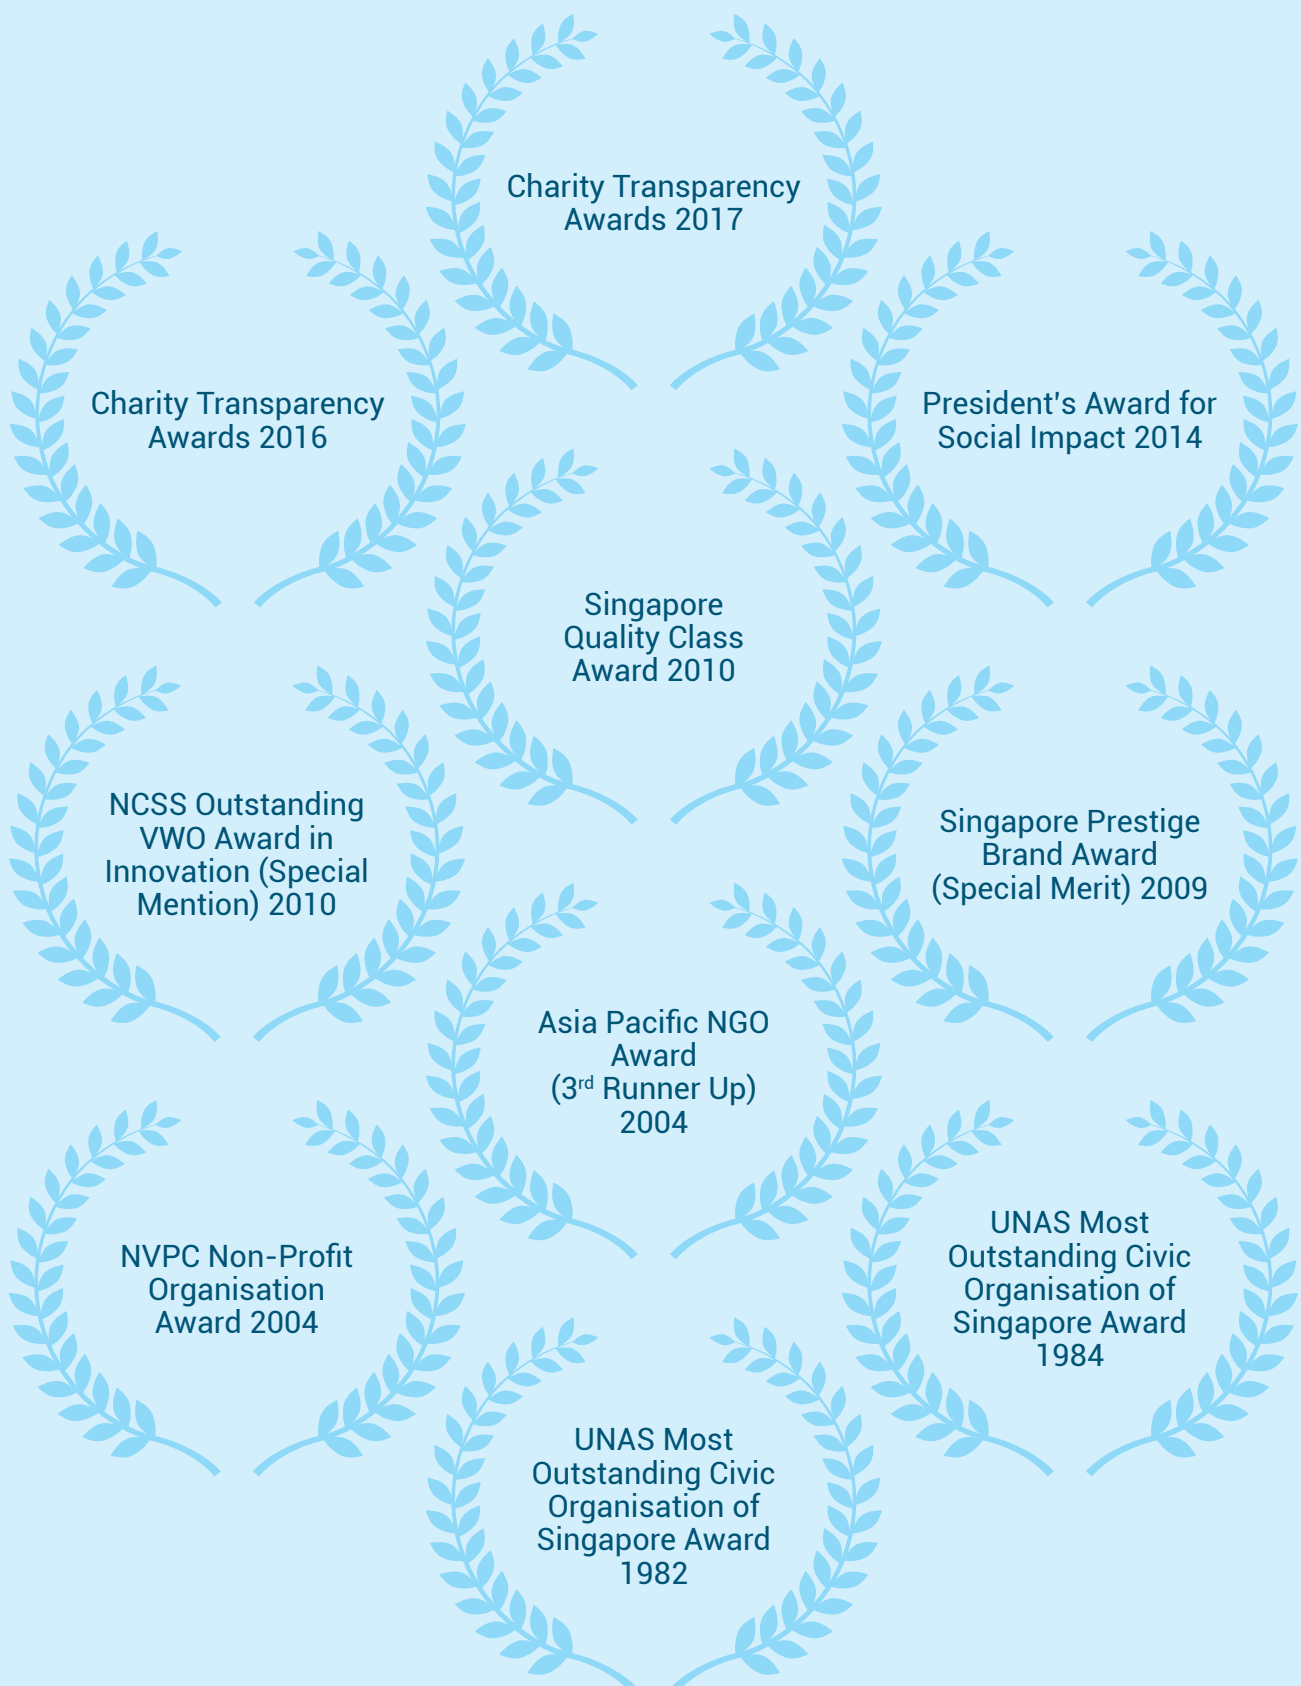 Charity Transparency
Awards 2017
Charity Transparency
Awards 2016
President's Award for
Social Impact 2014
Singapore
Quality Class
Award 2010
NCSS Outstanding
VWO Award in
Innovation (Special
Mention) 2010
Singapore Prestige
Brand Award
(Special Merit) 2009
Asia Pacific NGO
Award
(3rd Runner Up)
2004
NVPC Non-Profit
Organisation
Award 2004
UNAS Most
Outstanding Civic
Organisation of
Singapore Award
1984
UNAS Most
Outstanding Civic
Organisation of
Singapore Award
1982